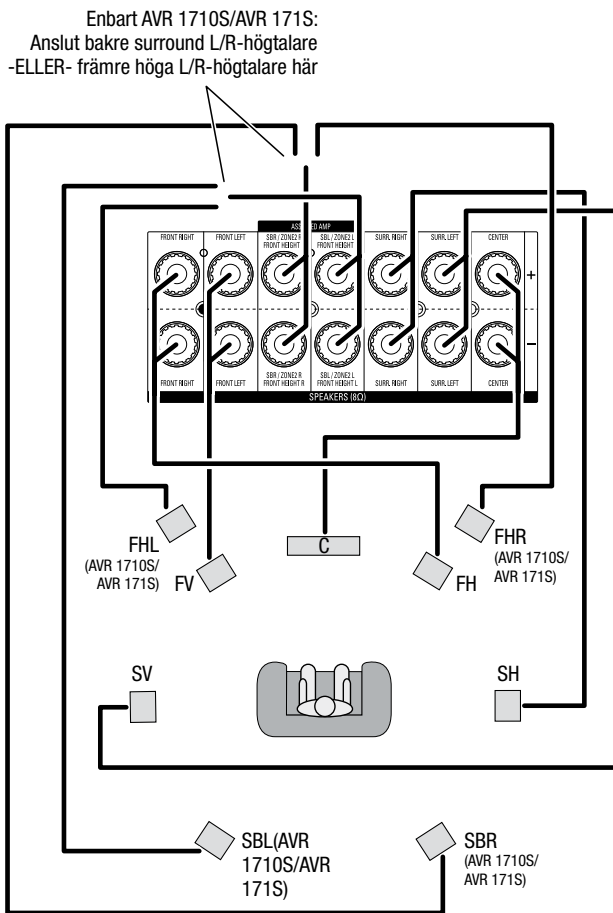 Enbart AVR 1710S/AVR 171S:
Anslut bakre surround L/R-högtalare
-ELLER- främre höga L/R-högtalare här
FRONT RIGHT
FRONT LEFT
SBR / ZONE2 R
FRONT HEIGHT
SBL / ZONE2 L
FRONT HEIGHT
SURR. RIGHT
SURR. LEFT
CENTER
+
–
FRONT RIGHT
FRONT LEFT
SBR / ZONE2 R
FRONT HEIGHT R
SBL / ZONE2 L
FRONT HEIGHT L
SURR. RIGHT
SURR. LEFT
CENTER
SPEAKERS (8Ω)
FHL
(AVR 1710S/
AVR 171S)
FV
C
FH
FHR
(AVR 1710S/
AVR 171S)
SV
SH
SBL(AVR
1710S/AVR
171S)
SBR
(AVR 1710S/
AVR 171S)